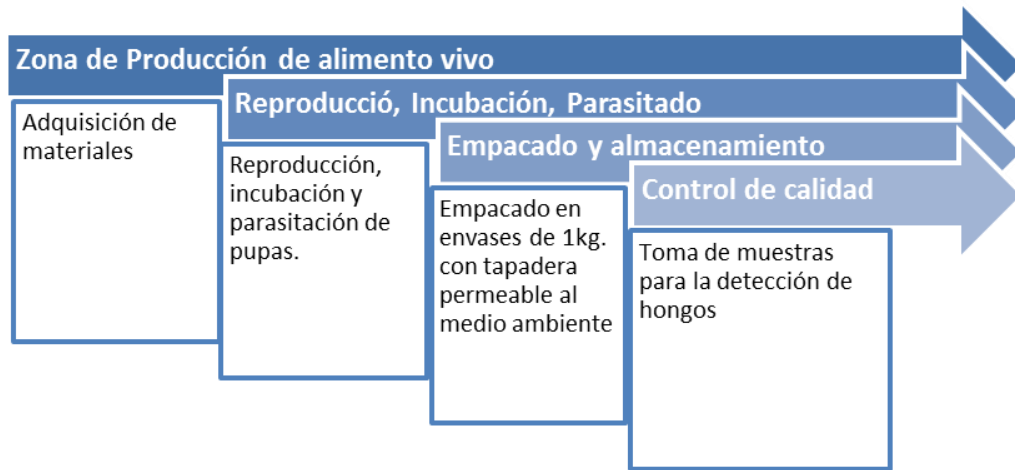 Zona de Producción de alimento vivo
Adquisición de
materiales
Reproducció, Incubación, Parasitado
Reproducción,
incubación y
parasitación de
pupas.
Empacado y almacenamiento
Empacado en
envases de 1kg.
con tapadera
permeable al
medio ambiente
Control de calidad
Toma de muestras
para la detección de
hongos